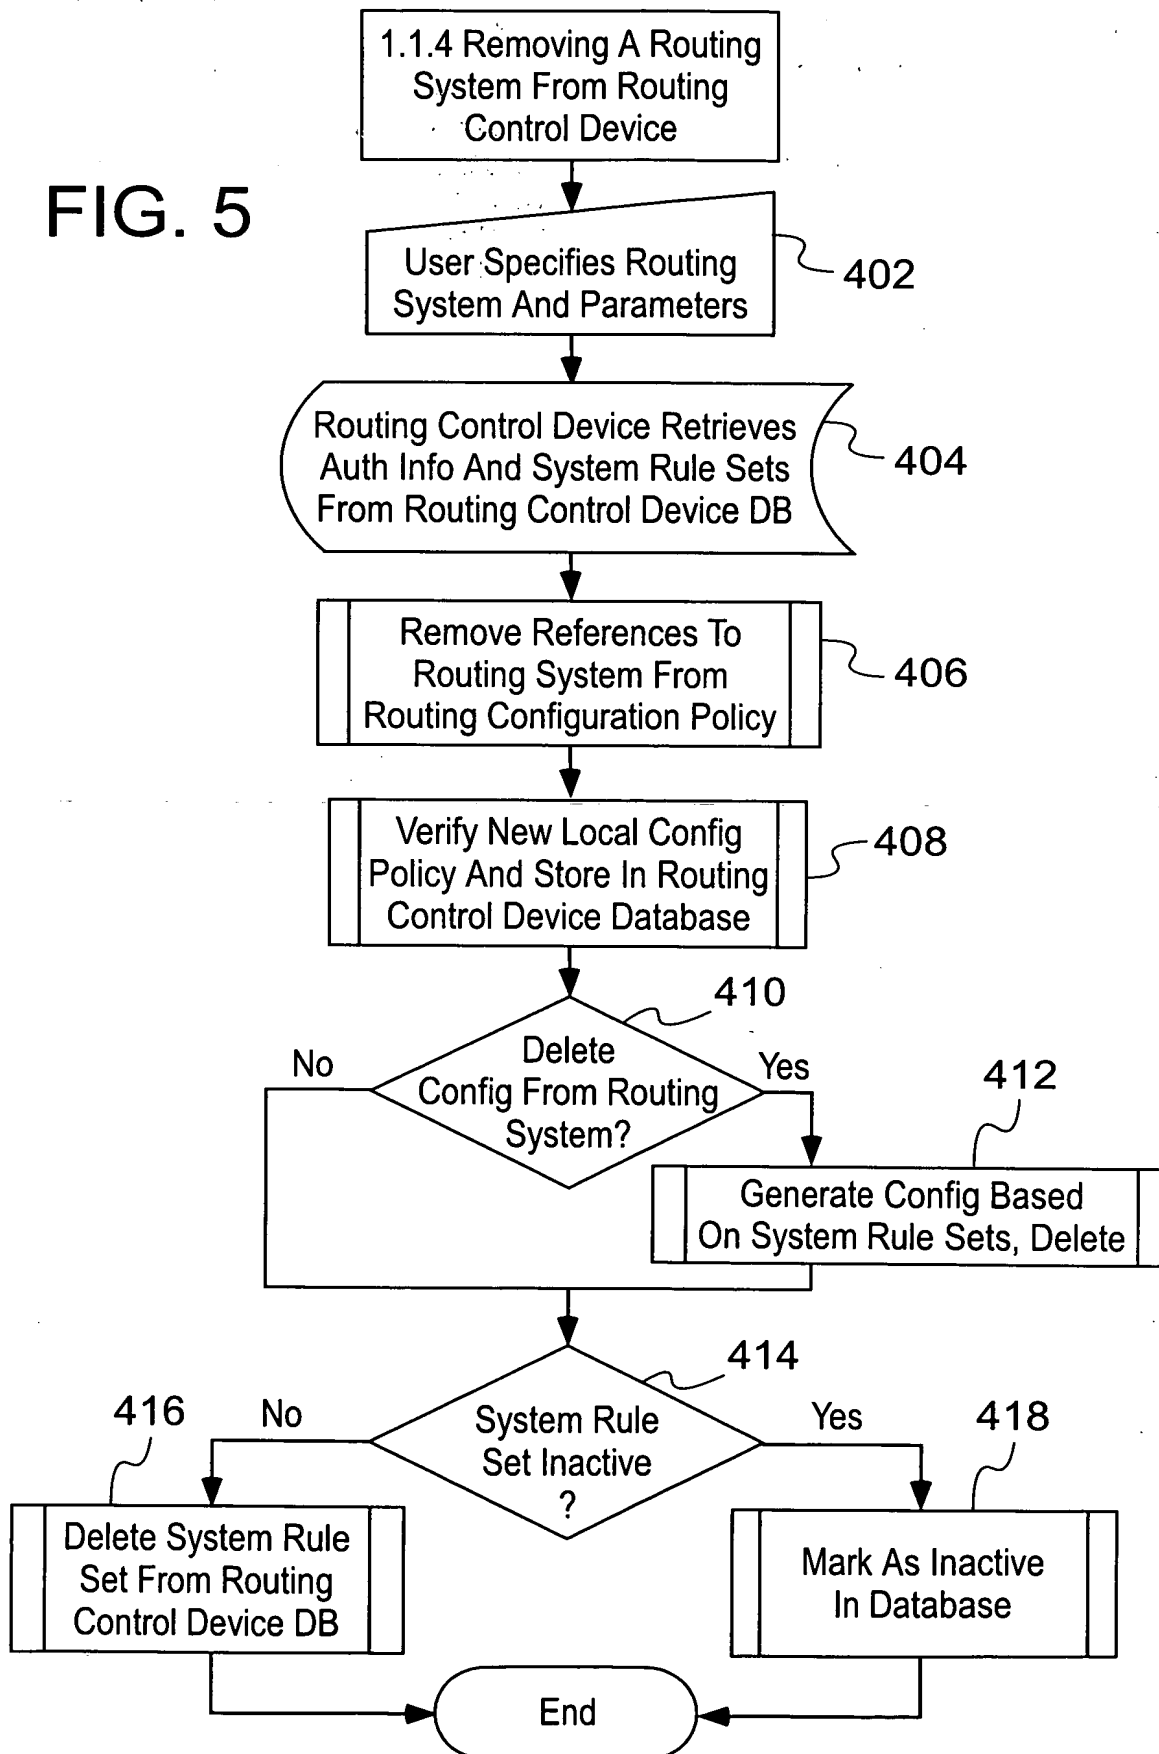 1.1.4 Removing A Routing
System From Routing
Control Device
FIG. 5
User Specifies Routing
System And Parameters
402
Routing Control Device Retrieves
Auth Info And System Rule Sets
From Routing Control Device DB
404
Remove References To
Routing System From
Routing Configuration Policy
406
Verify New Local Config
Policy And Store In Routing
Control Device Database
408
410
No
Delete
Config From Routing
System?
Yes
412
Generate Config Based
On System Rule Sets, Delete
414
416
No
System Rule
Set Inactive
?
Yes
418
Delete System Rule
Set From Routing
Control Device DB
Mark As Inactive
In Database
End